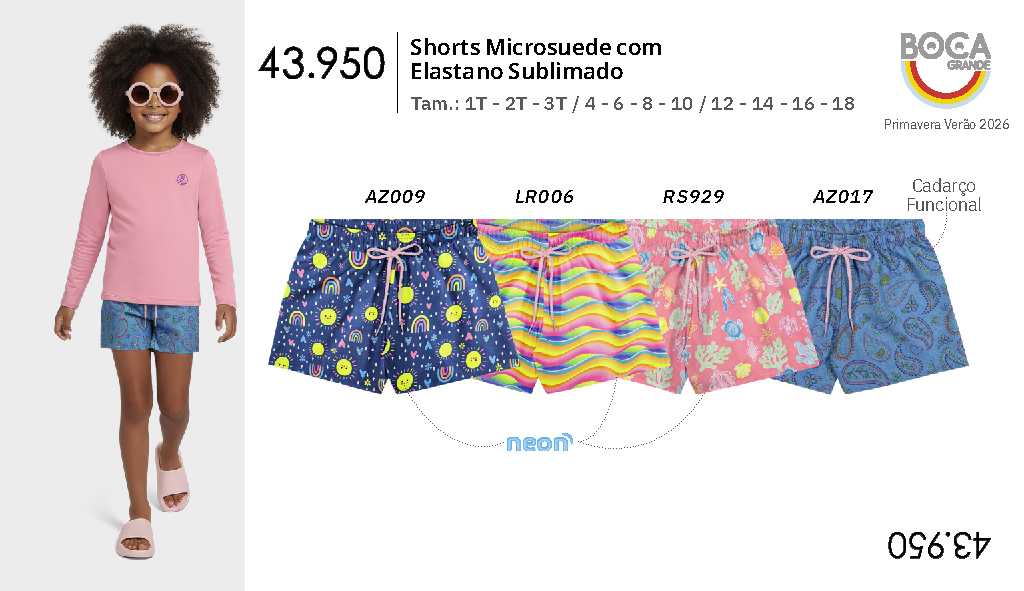 43.950
Shorts Microsuede com
Elastano Sublimado
Tam.: 1T - 2T - 3T / 4 - 6 - 8 - 10 / 12 - 14 - 16 - 18
BOCA
GRANDE
Primavera Verão 2026
AZ009
LR006
RS929
AZ017
Cadarço
Funcional
neon
43.950